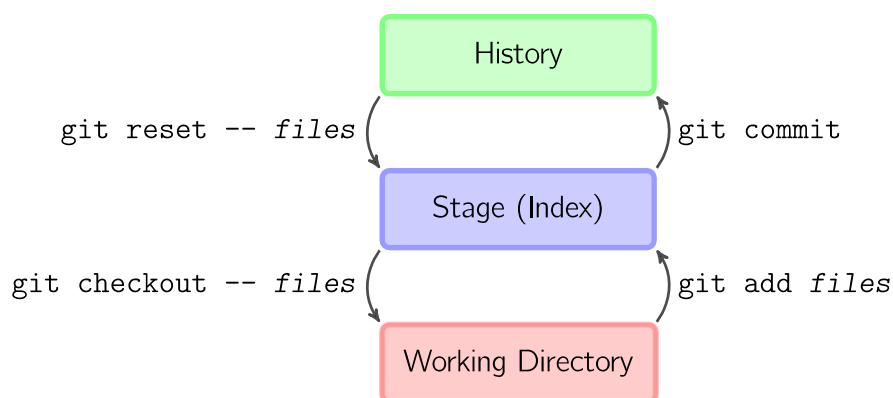 History
git reset -- files
git commit
Stage (Index)
git checkout -- files
git add files
Working Directory